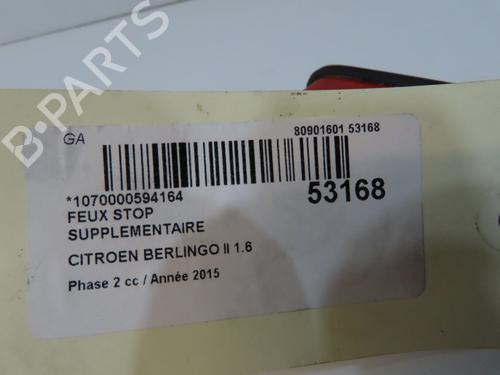 GA
80901601 53168
*1070000594164
53168
FEUX STOP
SUPPLEMENTAIRE
CITROEN BERLINGO II 1.6
Phase 2 cc / Année 2015
B-PARTS